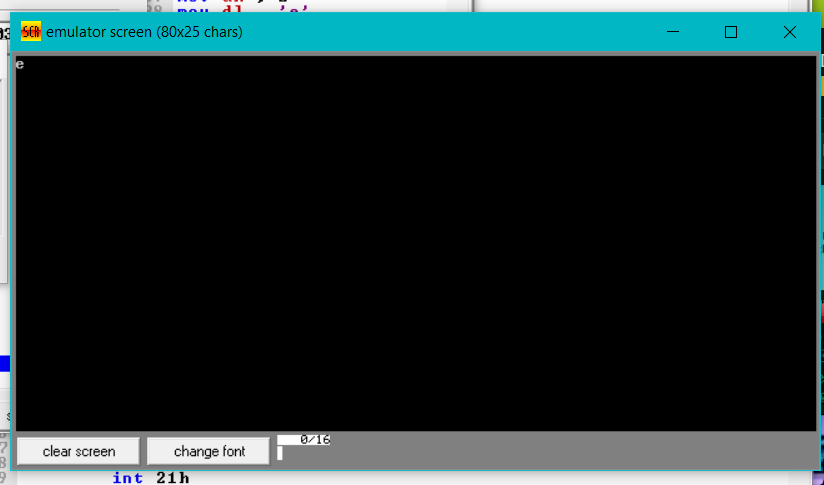 emulator screen (80x25 chars)
e
clear screen
change font
0/16
int 21h